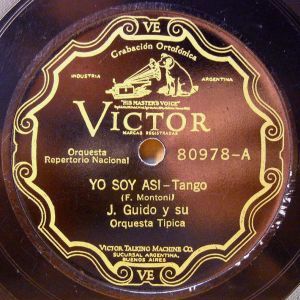 VE
Grabación Ortofónica
INDUSTRIA
ARGENTINA
"HIS MASTER'S VOICE"
VICTOR
MARCAS REGISTRADAS
Orquesta
Repertorio Nacional
80978-A
YO SOY ASI-Tango
(F. Montoni)
J. Guido y su
Orquesta Típica
VICTOR TALKING MACHINE CO.
SUCURSAL ARGENTINA,
BUENOS AIRES
VE